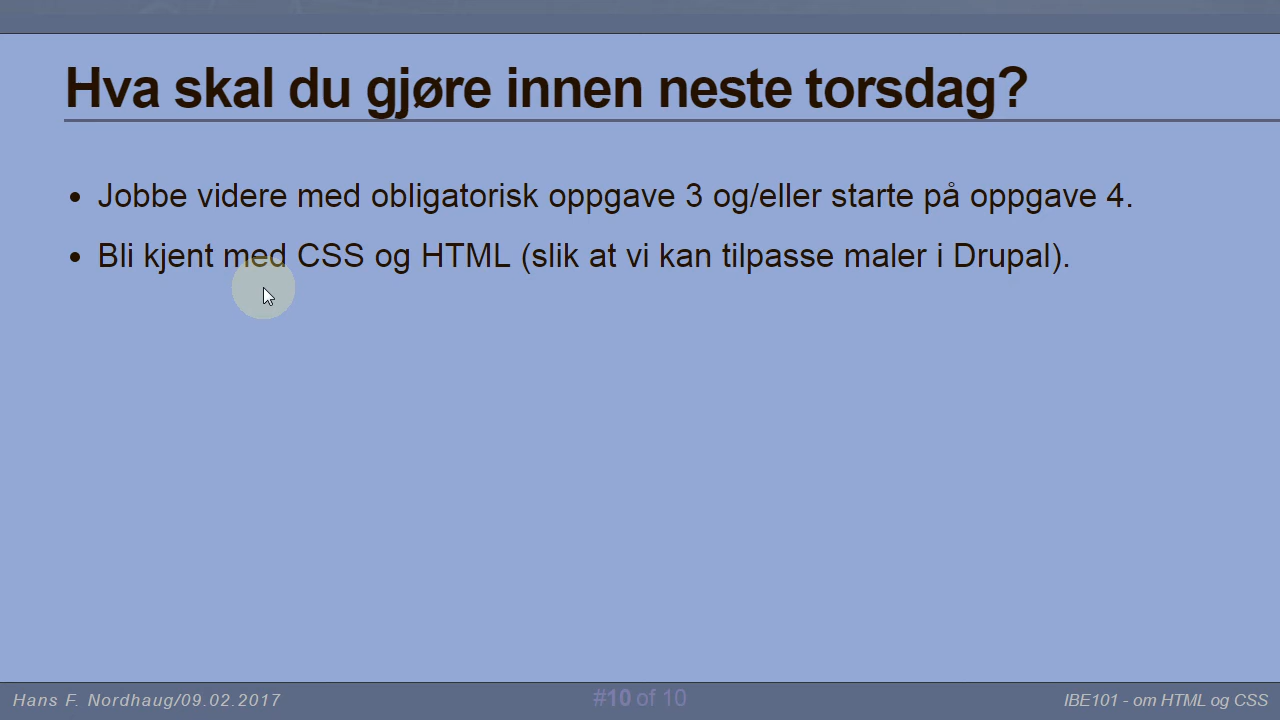 Hva skal du gjøre innen neste torsdag?
• Jobbe videre med obligatorisk oppgave 3 og/eller starte på oppgave 4.
• Bli kjent med CSS og HTML (slik at vi kan tilpasse maler i Drupal).
Hans F. Nordhaug/09.02.2017
#10 of 10
IBE101 - om HTML og CSS